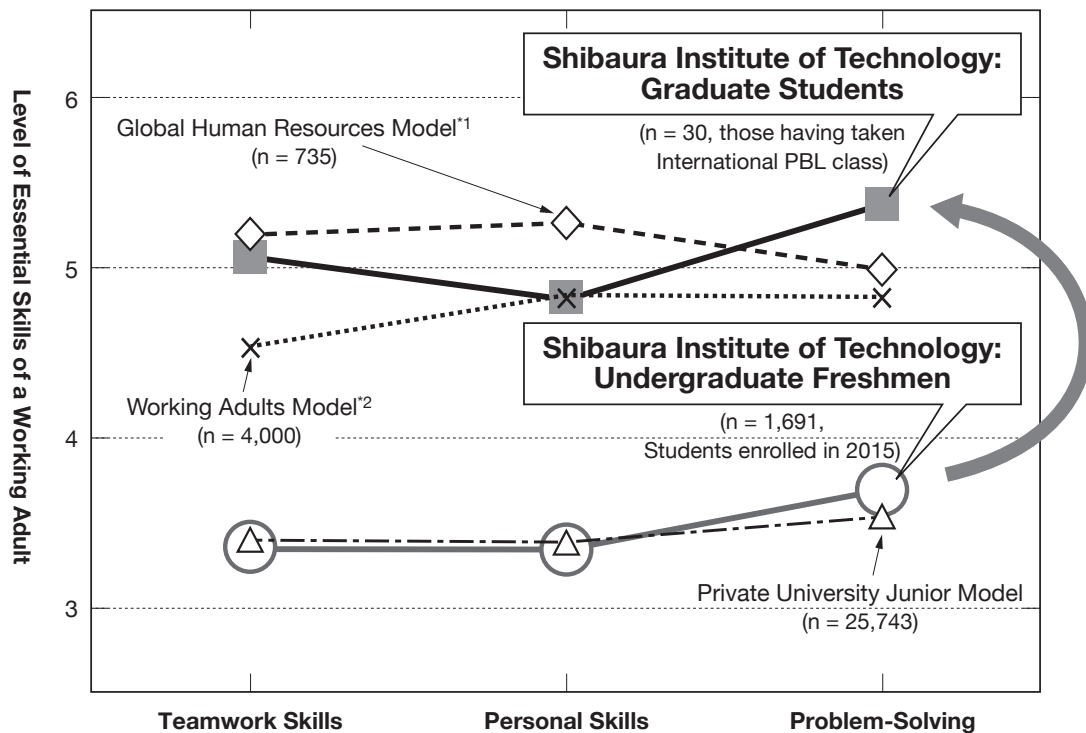 Level of Essential Skills of a Working Adult
6
5
4
3
Shibaura Institute of Technology:
Graduate Students
(n = 30, those having taken
International PBL class)
Global Human Resources Model*1
(n = 735)
Shibaura Institute of Technology:
Undergraduate Freshmen
(n = 1,691,
Students enrolled in 2015)
Working Adults Model*2
(n = 4,000)
Private University Junior Model
(n = 25,743)
Teamwork Skills
Personal Skills
Problem-Solving